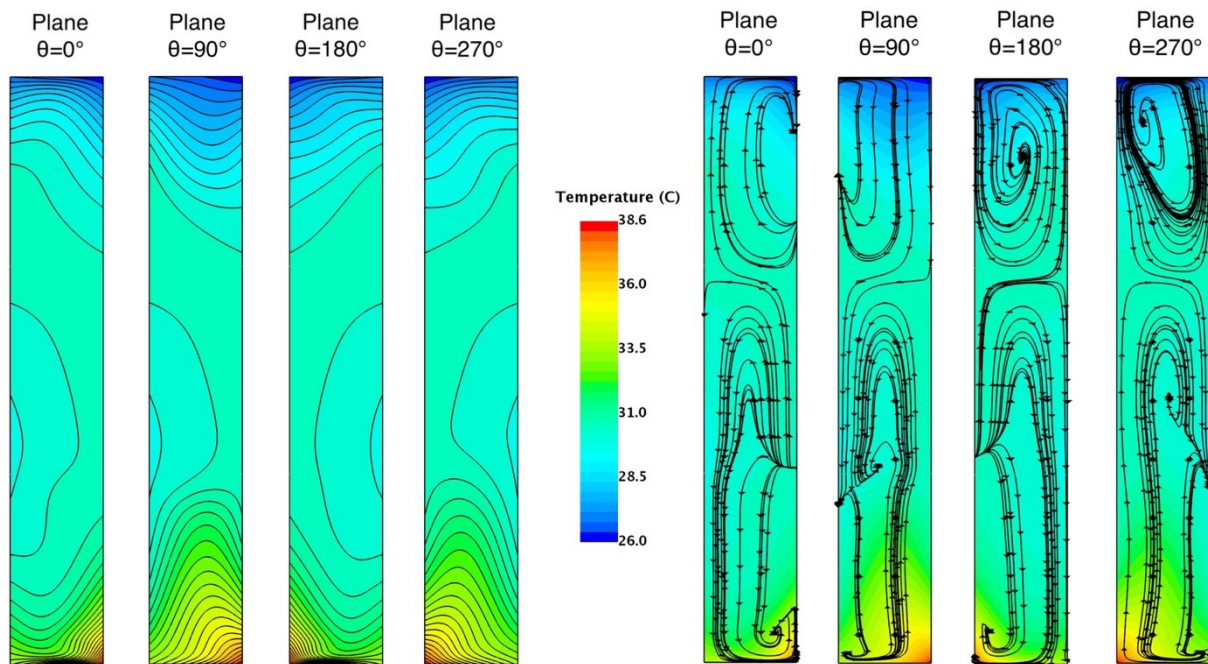 Plane Plane Plane Plane
θ=0° θ=90° θ=180° θ=270°
Plane Plane Plane Plane
θ=0° θ=90° θ=180° θ=270°
Temperature (C)
38.6
36.0
33.5
31.0
28.5
26.0